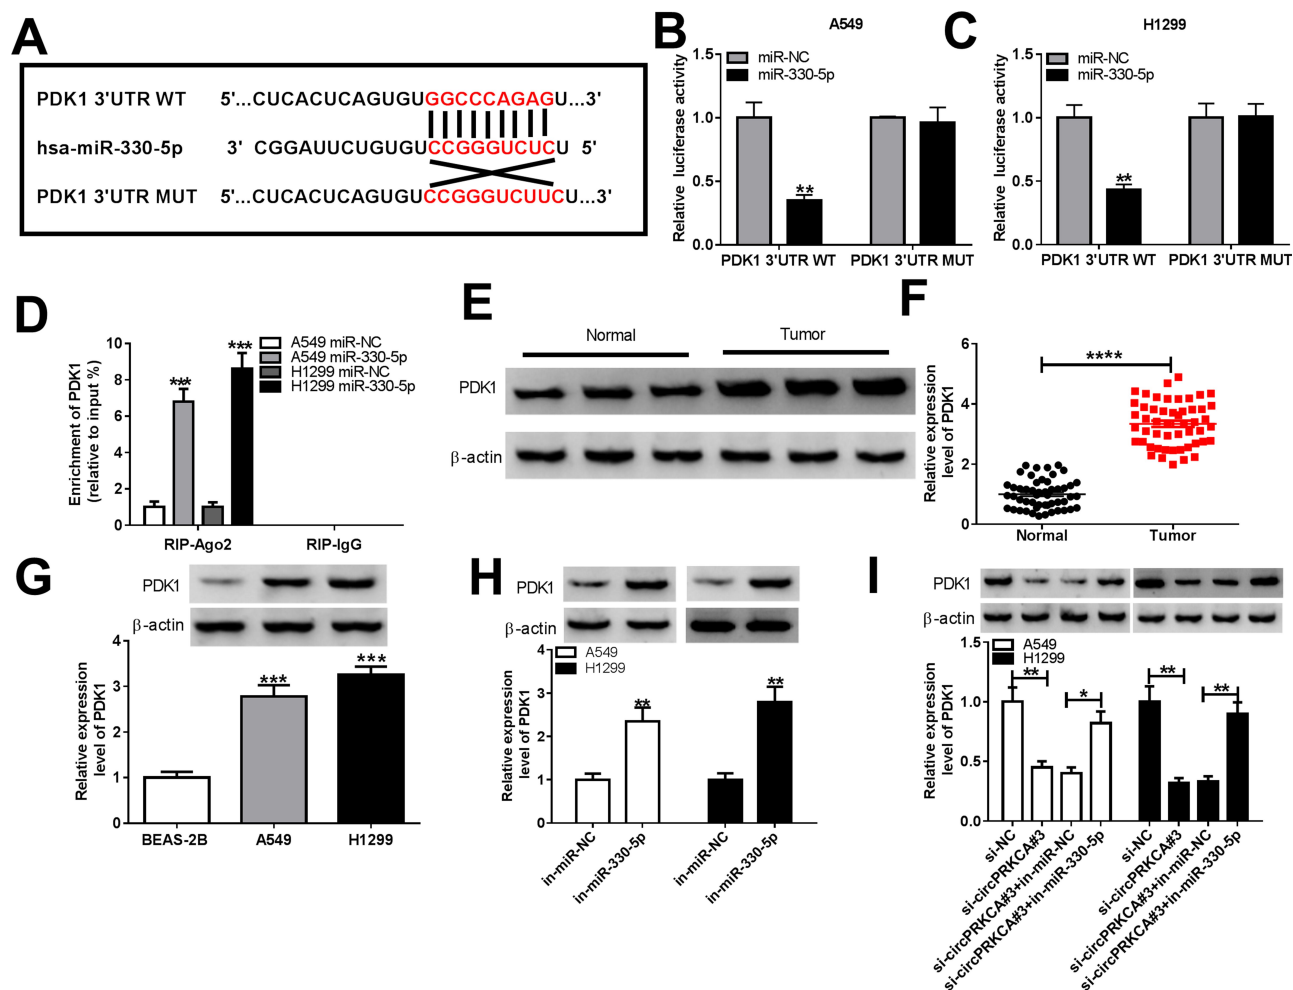 A
PDK1 3'UTR WT 5'...CUCACUCAGUGUGGCCCAGAGU...3'
hsa-miR-330-5p 3' CGGAUUCUGUGUCCGGGUCUCU 5'
PDK1 3'UTR MUT 5'...CUCACUCAGUGUCCGGGUCUUCU...3'
B
A549
miR-NC
miR-330-5p
Relative luciferase activity
1.5
1.0
0.5
0.0
**
PDK1 3'UTR WT PDK1 3'UTR MUT
C
H1299
miR-NC
miR-330-5p
Relative luciferase activity
1.5
1.0
0.5
0.0
**
PDK1 3'UTR WT PDK1 3'UTR MUT
D
Enrichment of PDK1
(relative to input %)
10
8
6
4
2
0
***
***
A549 miR-NC
A549 miR-330-5p
H1299 miR-NC
H1299 miR-330-5p
RIP-Ago2 RIP-IgG
E
Normal Tumor
PDK1
β-actin
F
Relative expression
level of PDK1
6
4
2
0
****
Normal Tumor
G
PDK1
β-actin
Relative expression
level of PDK1
4
3
2
1
0
***
***
BEAS-2B A549 H1299
H
PDK1
β-actin
A549
H1299
Relative expression
level of PDK1
4
3
2
1
0
**
**
in-miR-NC
in-miR-330-5p
in-miR-NC
in-miR-330-5p
I
PDK1
β-actin
A549
H1299
Relative expression
level of PDK1
1.5
1.0
0.5
0.0
**
*
**
**
si-NC
si-circPRKCA#3
si-circPRKCA#3+in-miR-NC
si-circPRKCA#3+in-miR-330-5p
si-NC
si-circPRKCA#3
si-circPRKCA#3+in-miR-NC
si-circPRKCA#3+in-miR-330-5p